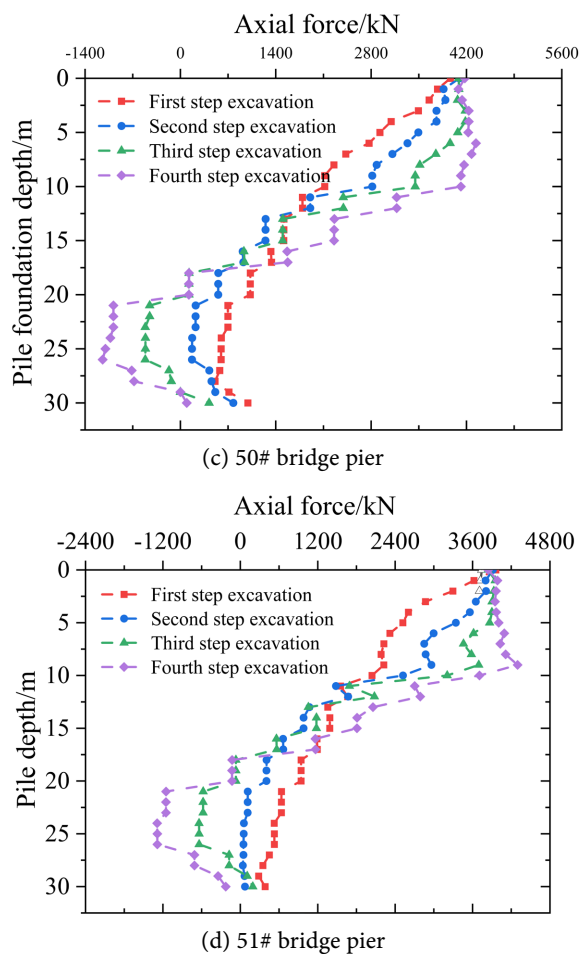 Axial force/kN
-1400 0 1400 2800 4200 5600
0
5
10
15
20
25
30
Pile foundation depth/m
First step excavation
Second step excavation
Third step excavation
Fourth step excavation
(c) 50# bridge pier
Axial force/kN
-2400 -1200 0 1200 2400 3600 4800
0
5
10
15
20
25
30
Pile depth/m
First step excavation
Second step excavation
Third step excavation
Fourth step excavation
(d) 51# bridge pier